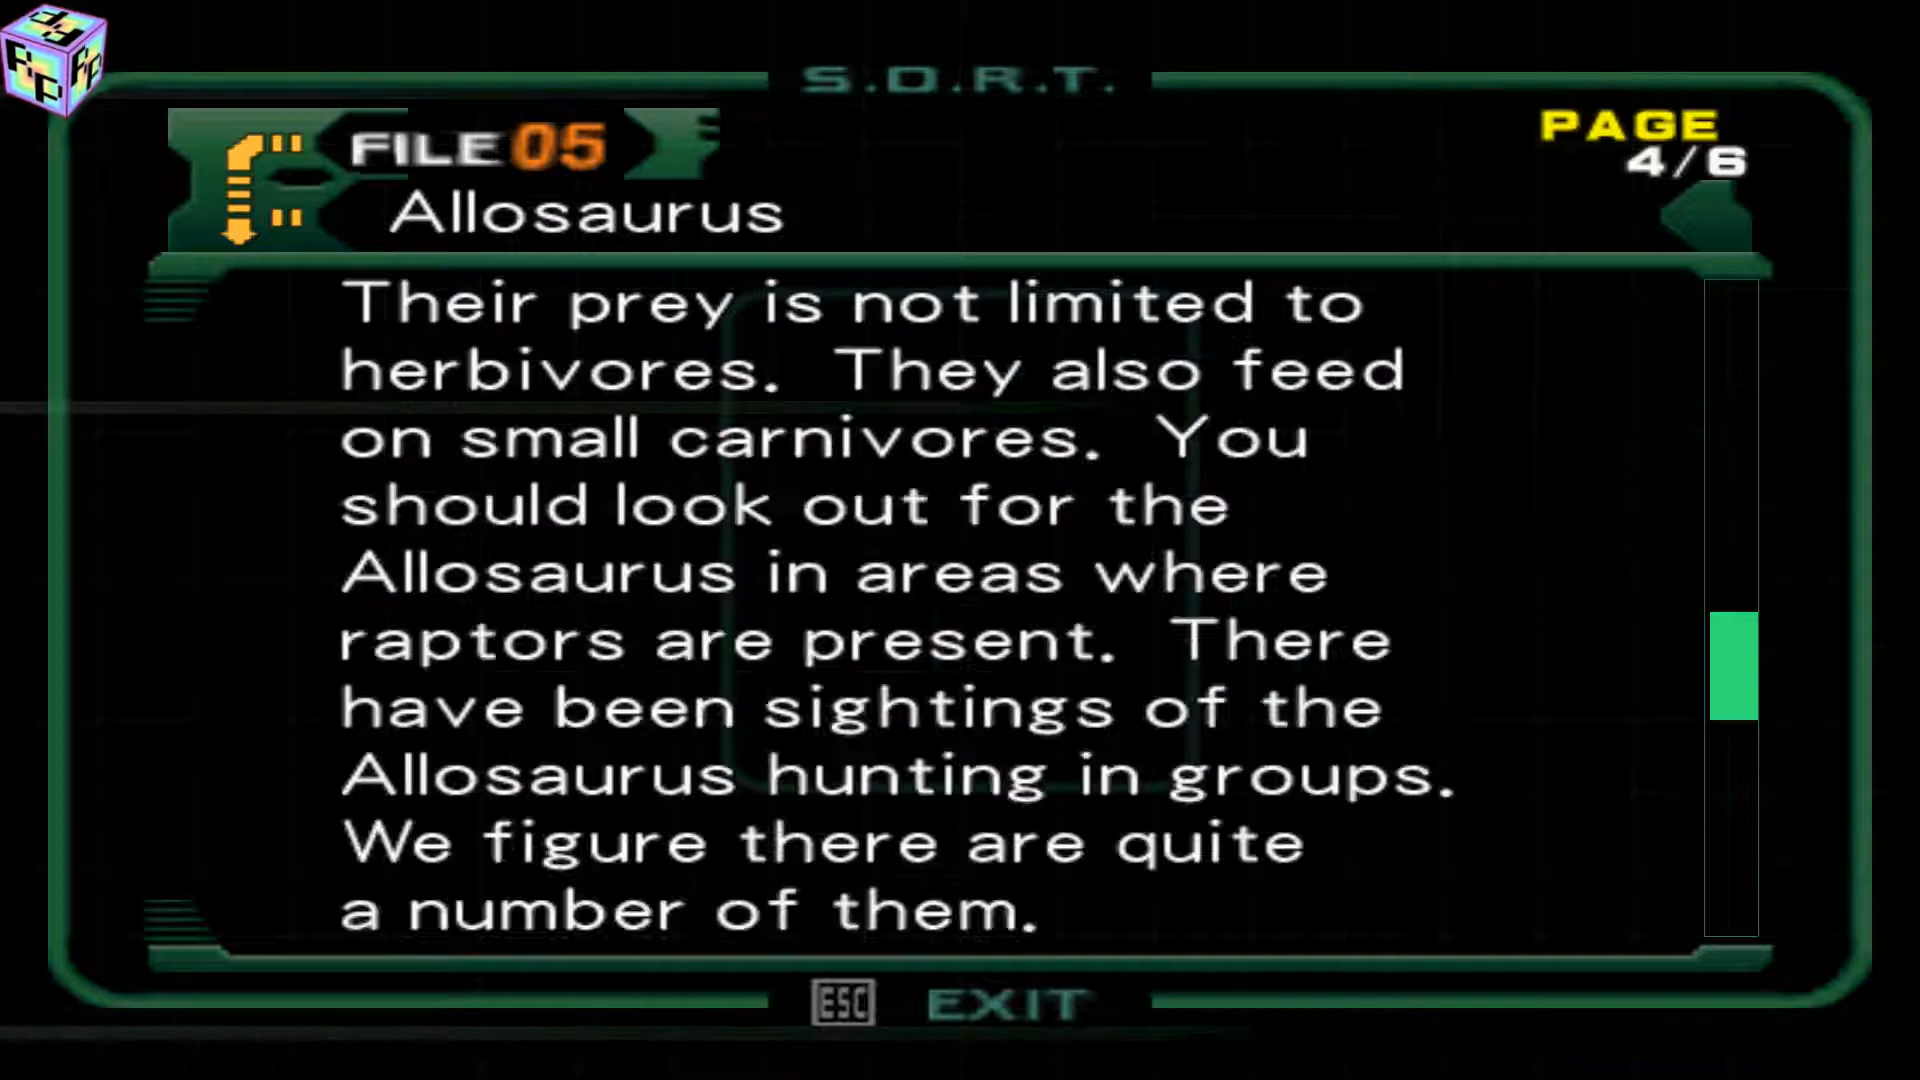 S.O.R.T.
FILE 05
PAGE
4/6
Allosaurus
Their prey is not limited to
herbivores. They also feed
on small carnivores. You
should look out for the
Allosaurus in areas where
raptors are present. There
have been sightings of the
Allosaurus hunting in groups.
We figure there are quite
a number of them.
ESC EXIT